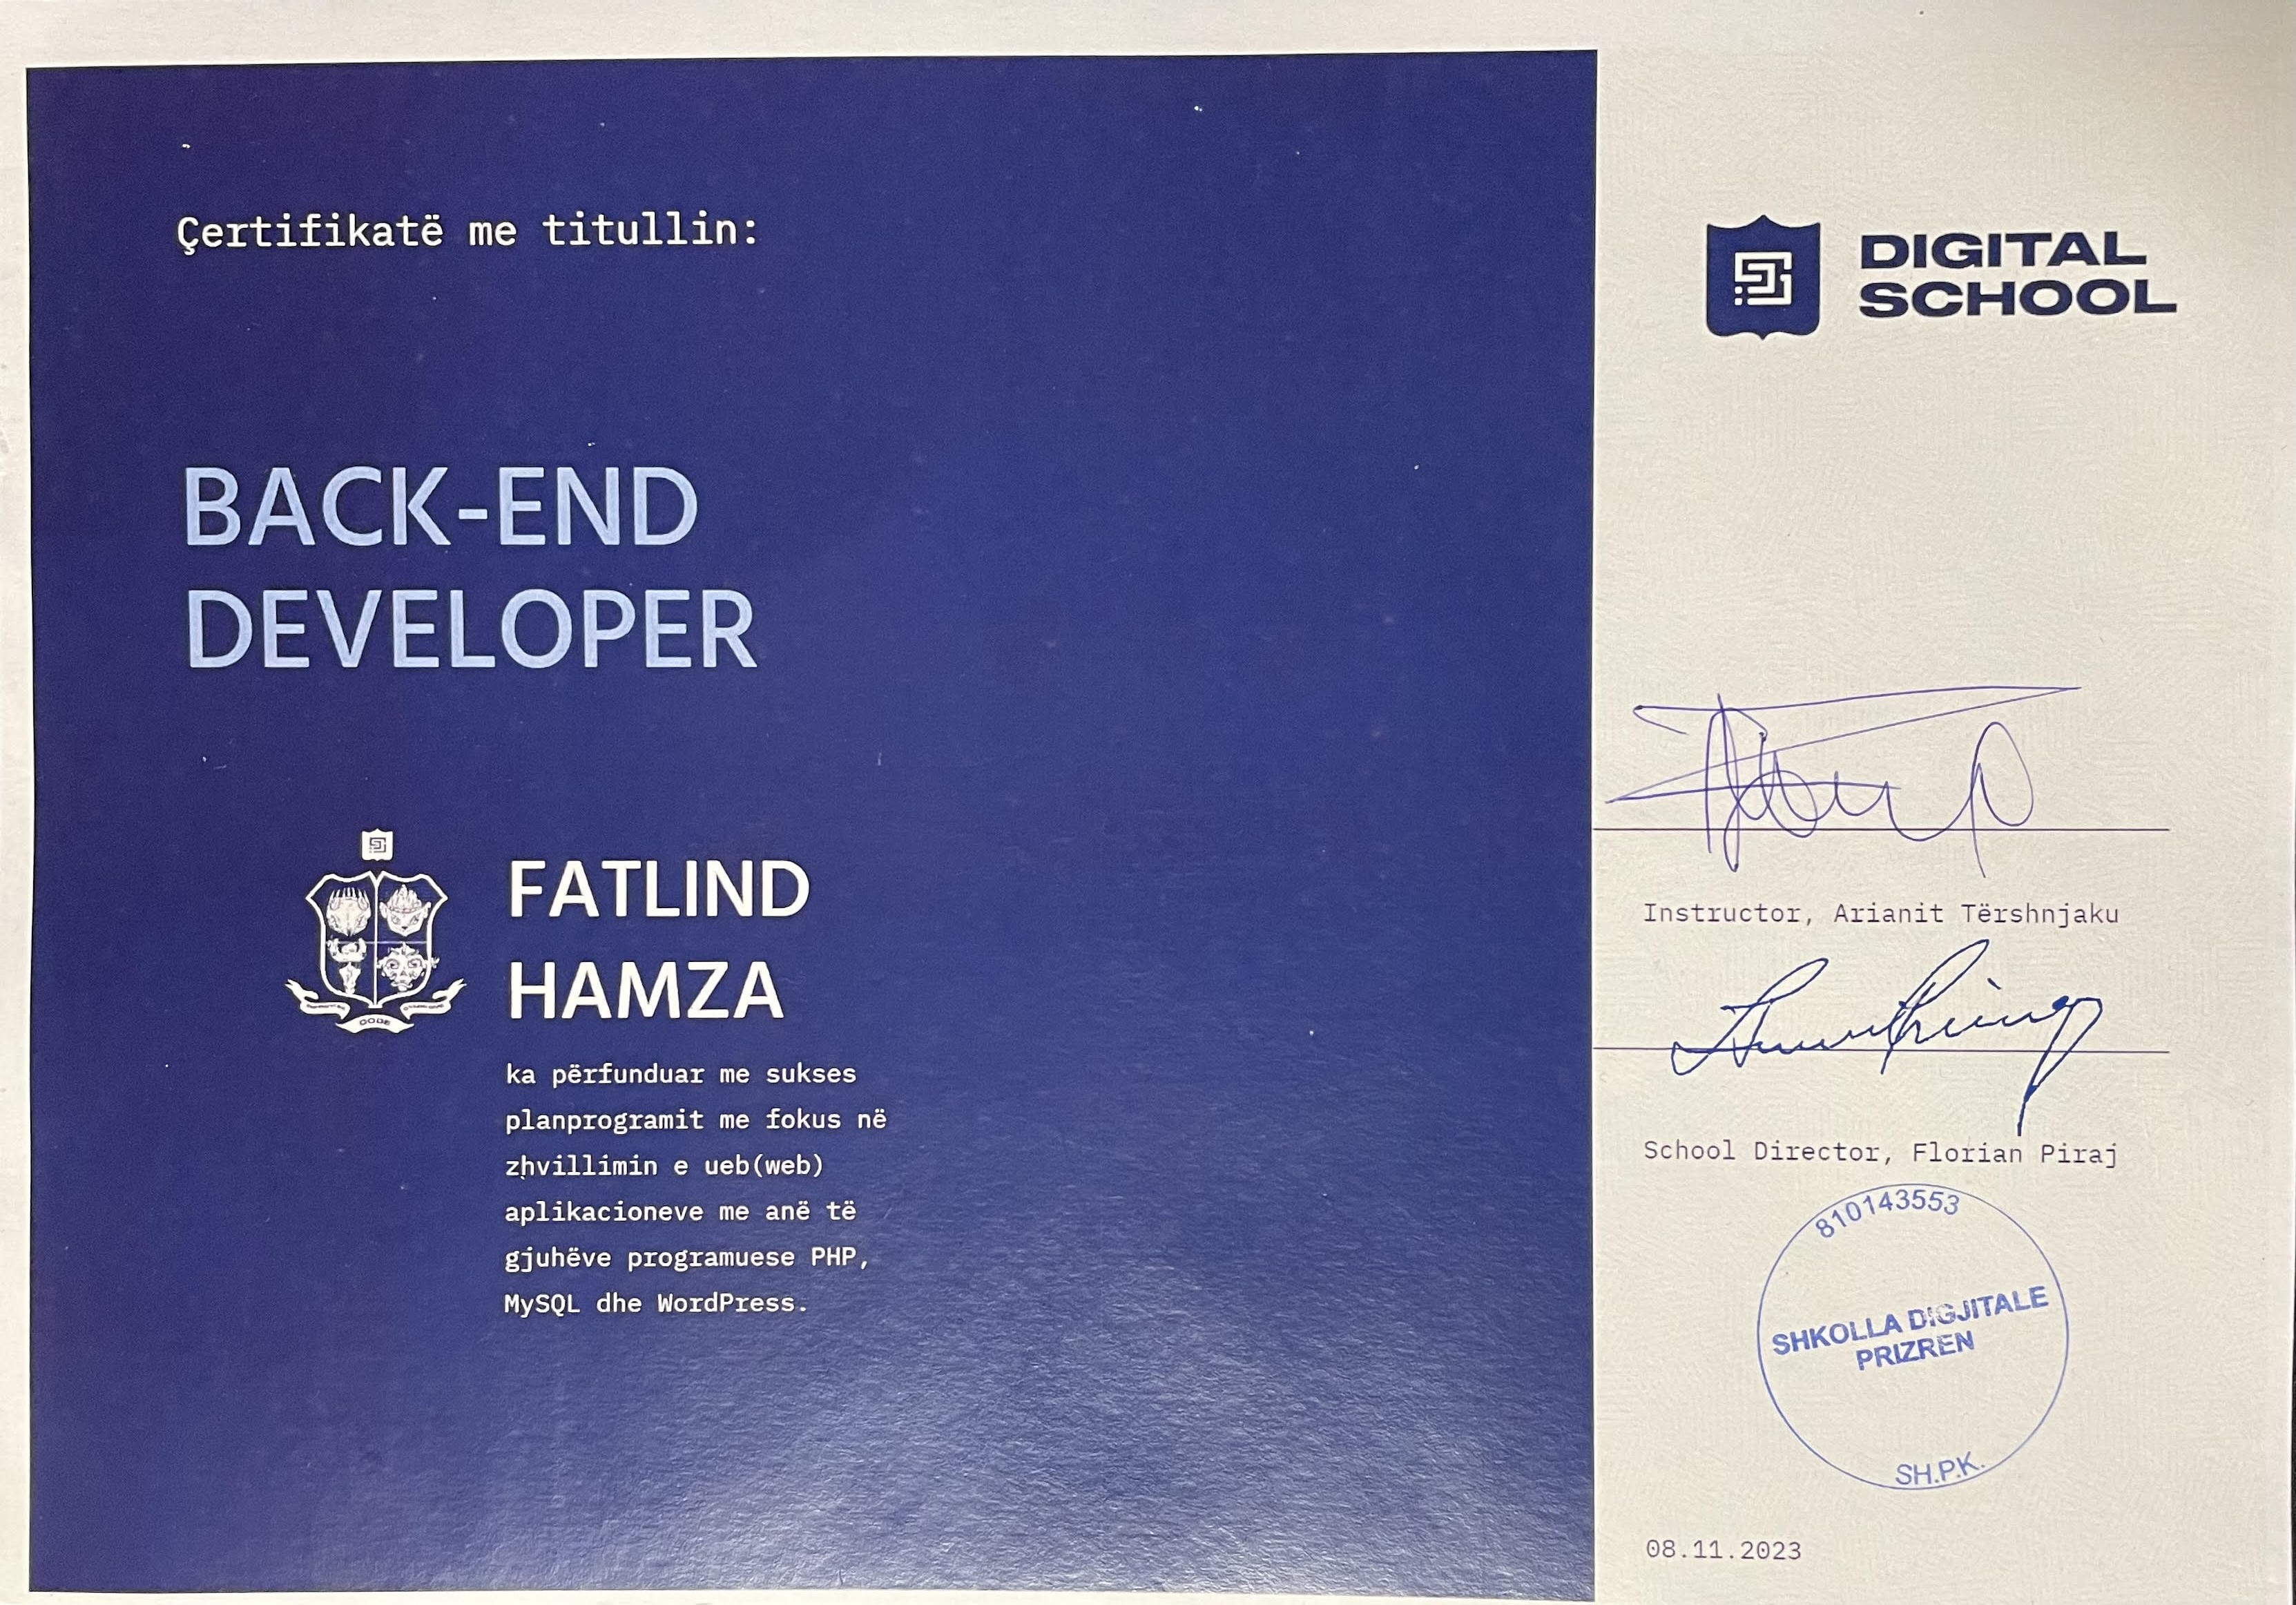 Çertifikatë me titullin:
BACK-END
DEVELOPER
FATLIND
HAMZA
ka përfunduar me sukses
planprogramit me fokus në
zhvillimin e ueb(web)
aplikacioneve me anë të
gjuhëve programuese PHP,
MySQL dhe WordPress.
CODE
DIGITAL
SCHOOL
Instructor, Arianit Tërshnjaku
School Director, Florian Piraj
810143553
SHKOLLA DIGJITALE
PRIZREN
SH.P.K.
08.11.2023